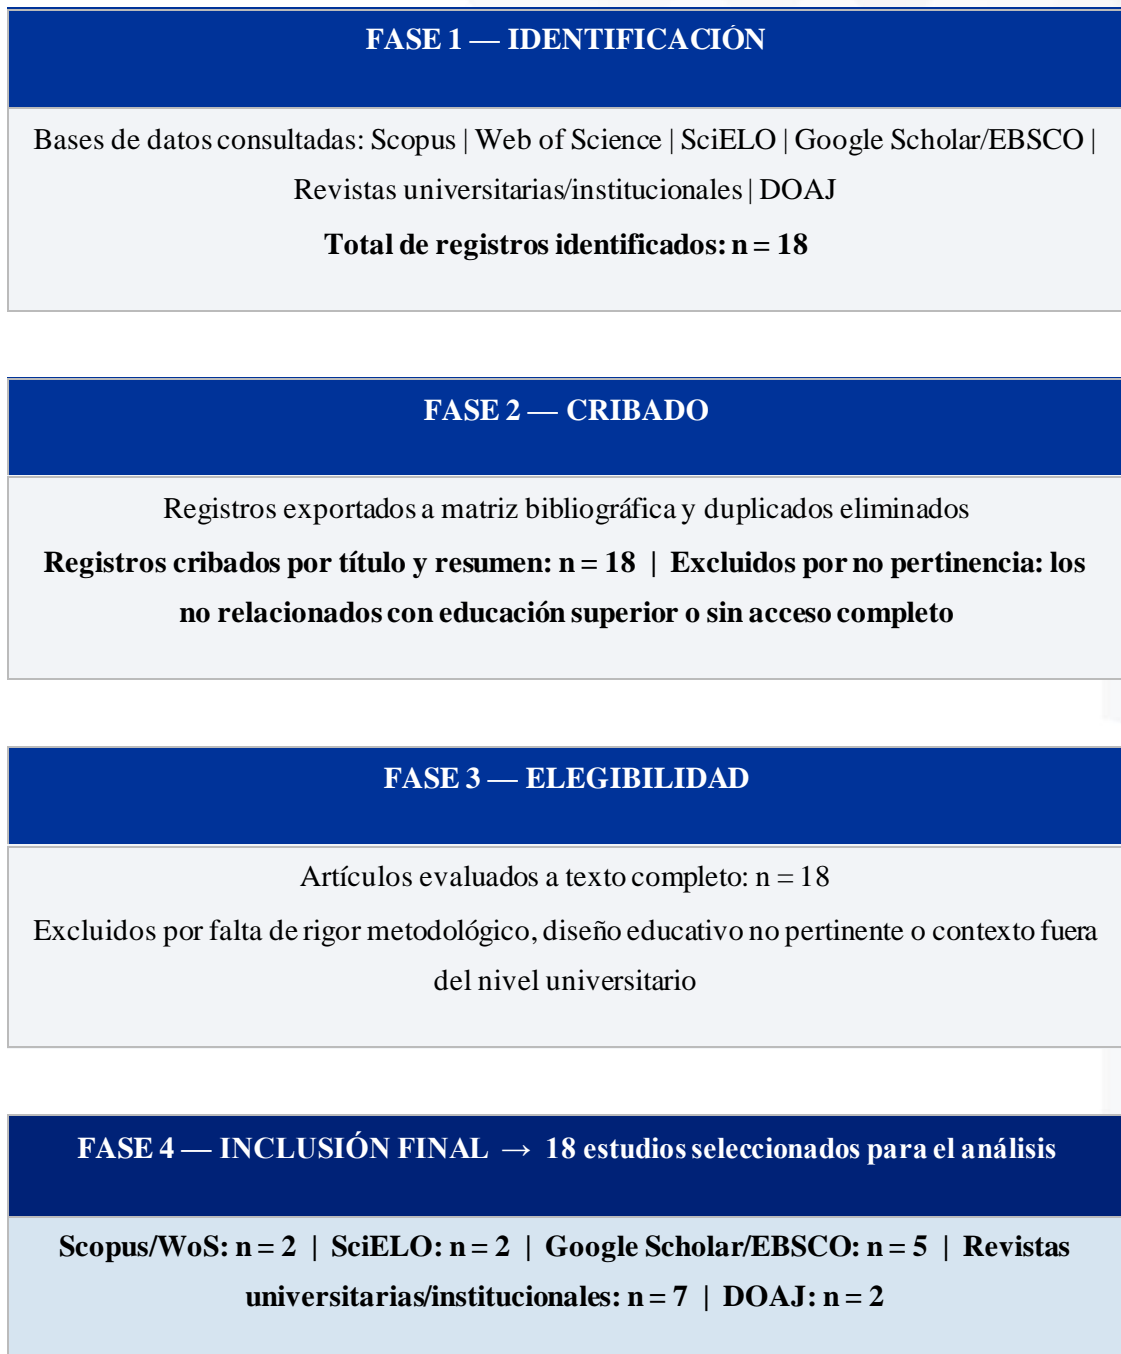 FASE 1 — IDENTIFICACIÓN
Bases de datos consultadas: Scopus | Web of Science | SciELO | Google Scholar/EBSCO |
Revistas universitarias/institucionales | DOAJ
Total de registros identificados: n = 18
FASE 2 — CRIBADO
Registros exportados a matriz bibliográfica y duplicados eliminados
Registros cribados por título y resumen: n = 18 | Excluidos por no pertinencia: los
no relacionados con educación superior o sin acceso completo
FASE 3 — ELEGIBILIDAD
Artículos evaluados a texto completo: n = 18
Excluidos por falta de rigor metodológico, diseño educativo no pertinente o contexto fuera
del nivel universitario
FASE 4 — INCLUSIÓN FINAL → 18 estudios seleccionados para el análisis
Scopus/WoS: n = 2 | SciELO: n = 2 | Google Scholar/EBSCO: n = 5 | Revistas
universitarias/institucionales: n = 7 | DOAJ: n = 2